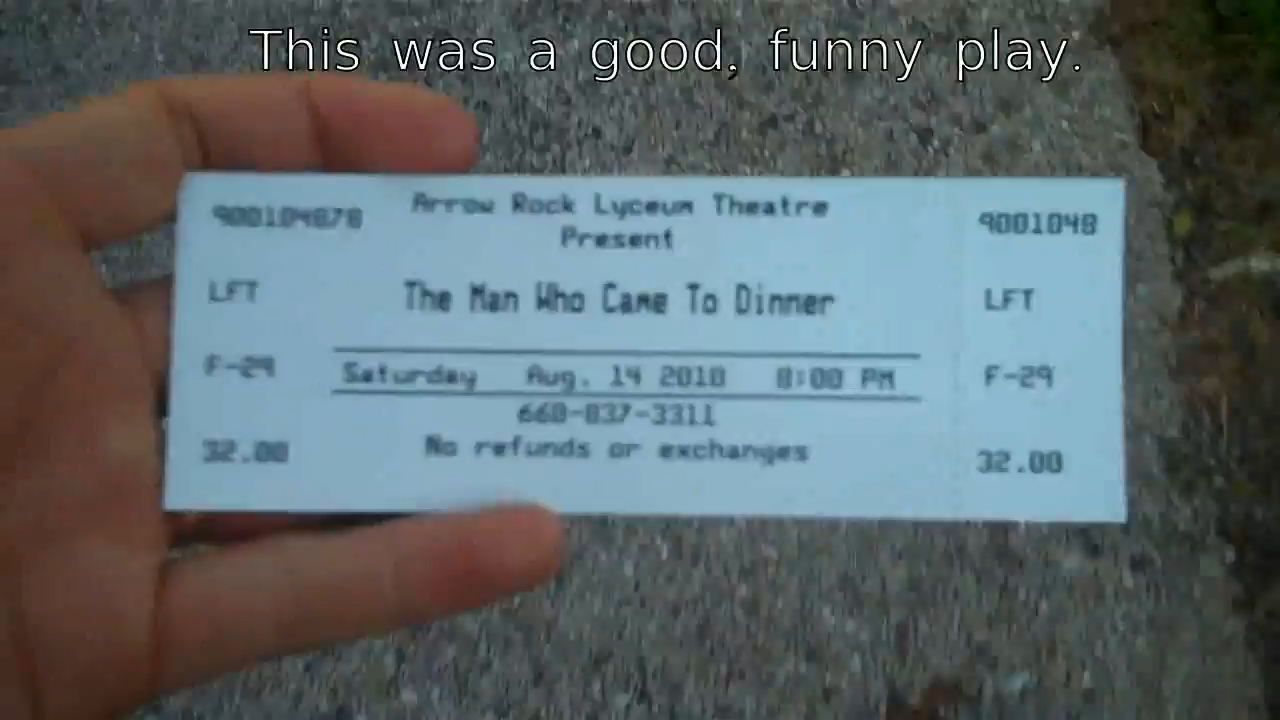 This was a good, funny play.
Arrow Rock Lyceum Theatre
900104878 Present 9001048
LFT The Man Who Came To Dinner LFT
F-29 Saturday Aug. 14 2010 8:00 PM F-29
660-837-3311
32.00 No refunds or exchanges 32.00